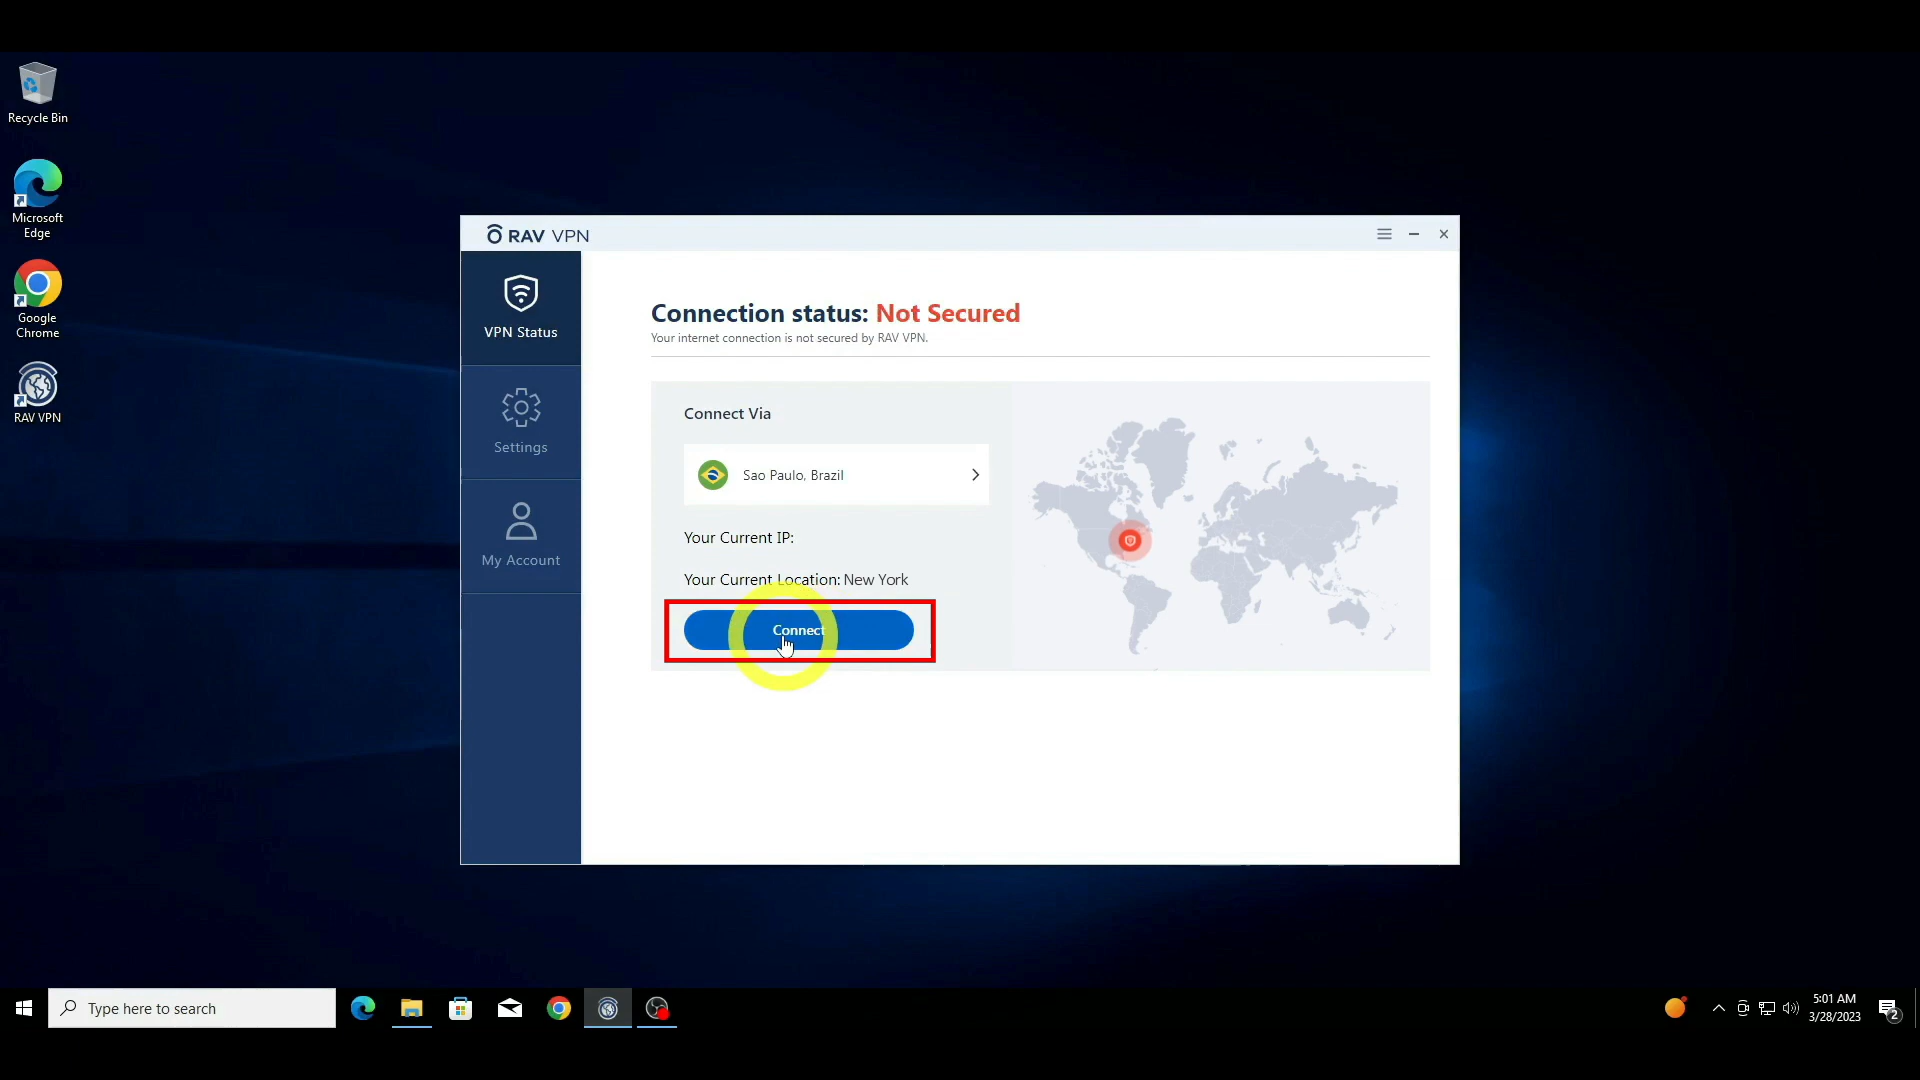 Recycle Bin
Microsoft
Edge
Google
Chrome
RAV VPN
RAV VPN
VPN Status
Settings
My Account
Connection status: Not Secured
Your internet connection is not secured by RAV VPN.
Connect Via
Sao Paulo, Brazil
Your Current IP:
Your Current Location: New York
Connect
Type here to search
5:01 AM
3/28/2023
2